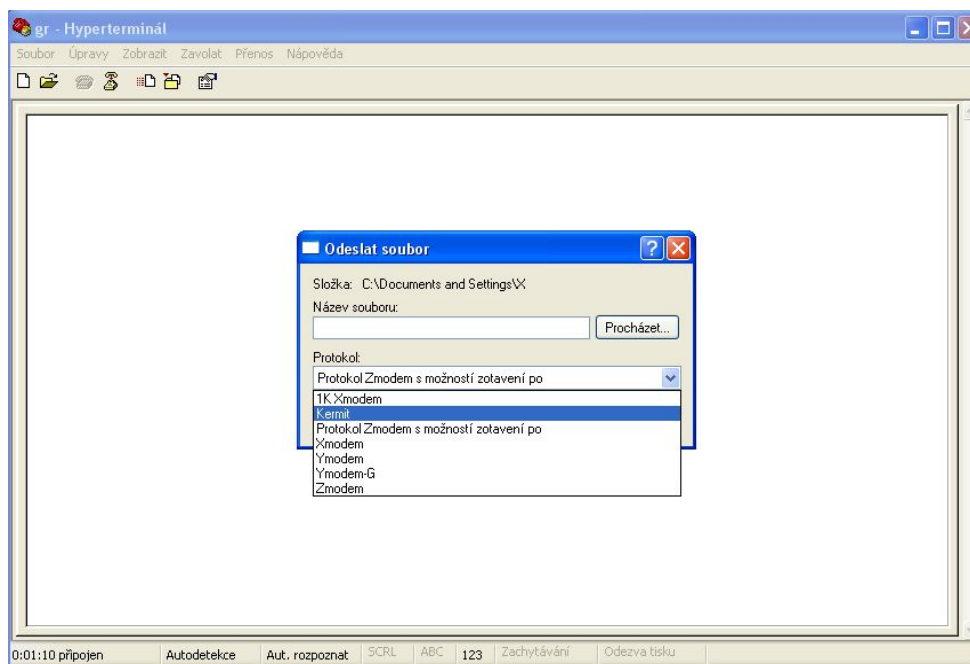 gr - Hyperterminál
Soubor Úpravy Zobrazit Zavolat Přenos Nápověda
Odeslat soubor
Složka: C:\Documents and Settings\X
Název souboru:
Procházet...
Protokol:
Protokol Zmodem s možností zotavení po
1K Xmodem
Kermit
Protokol Zmodem s možností zotavení po
Xmodem
Ymodem
Ymodem-G
Zmodem
0:01:10 připojen Autodetekce Aut. rozpoznat SCRL ABC 123 Zachytávání Odezva tisku